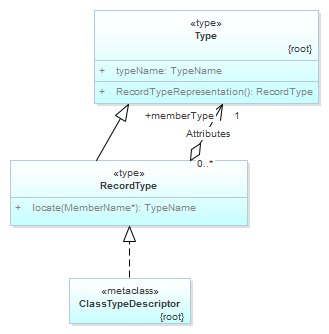 «type»
Type
{root}
+ typeName: TypeName
+ RecordTypeRepresentation(): RecordType
+memberType 1
Attributes
0..*
«type»
RecordType
+ locate(MemberName*): TypeName
«metaclass»
ClassTypeDescriptor
{root}